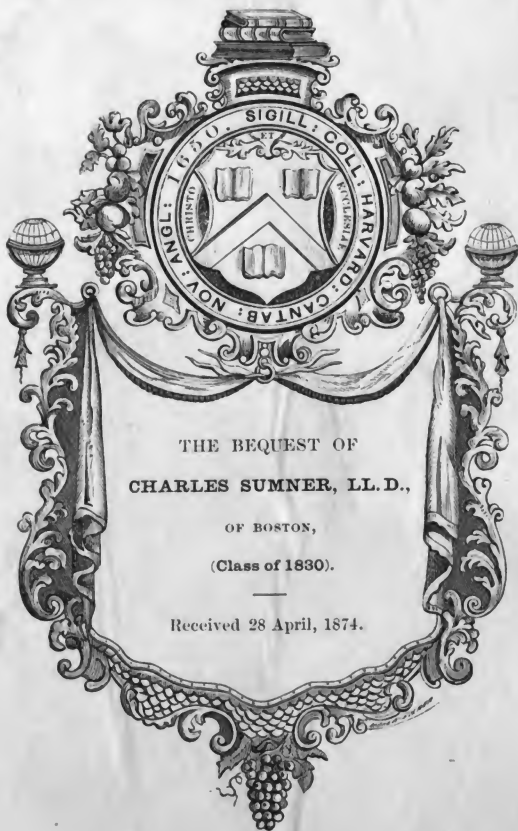 SIGILL: COLL: HARVARD: CANTAB: NOV: ANGL: 1650.
CHRISTO ET ECCLESIAE
THE BEQUEST OF
CHARLES SUMNER, LL.D.,
OF BOSTON,
(Class of 1830).
Received 28 April, 1874.